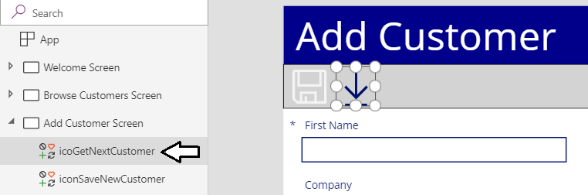 Search
App
Welcome Screen
Browse Customers Screen
Add Customer Screen
icoGetNextCustomer
iconSaveNewCustomer
Add Customer
* First Name
Company